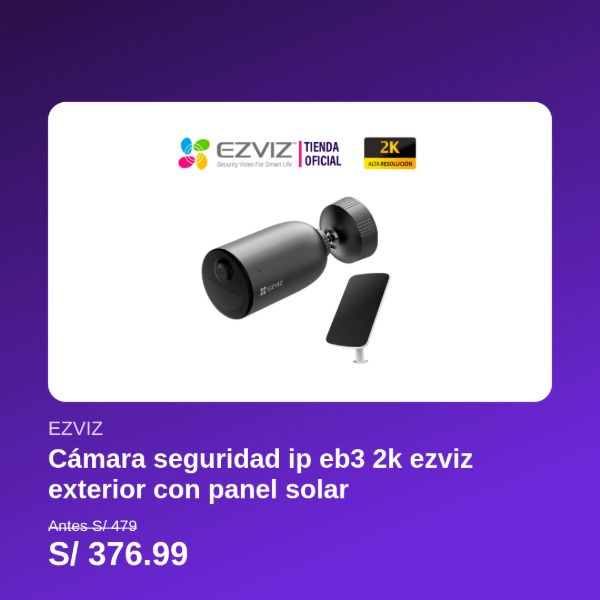 EZVIZ TIENDA
Security Video For Smart Life OFICIAL
2K
ALTA RESOLUCIÓN
EZVIZ
EZVIZ
Cámara seguridad ip eb3 2k ezviz
exterior con panel solar
Antes S/ 479
S/ 376.99